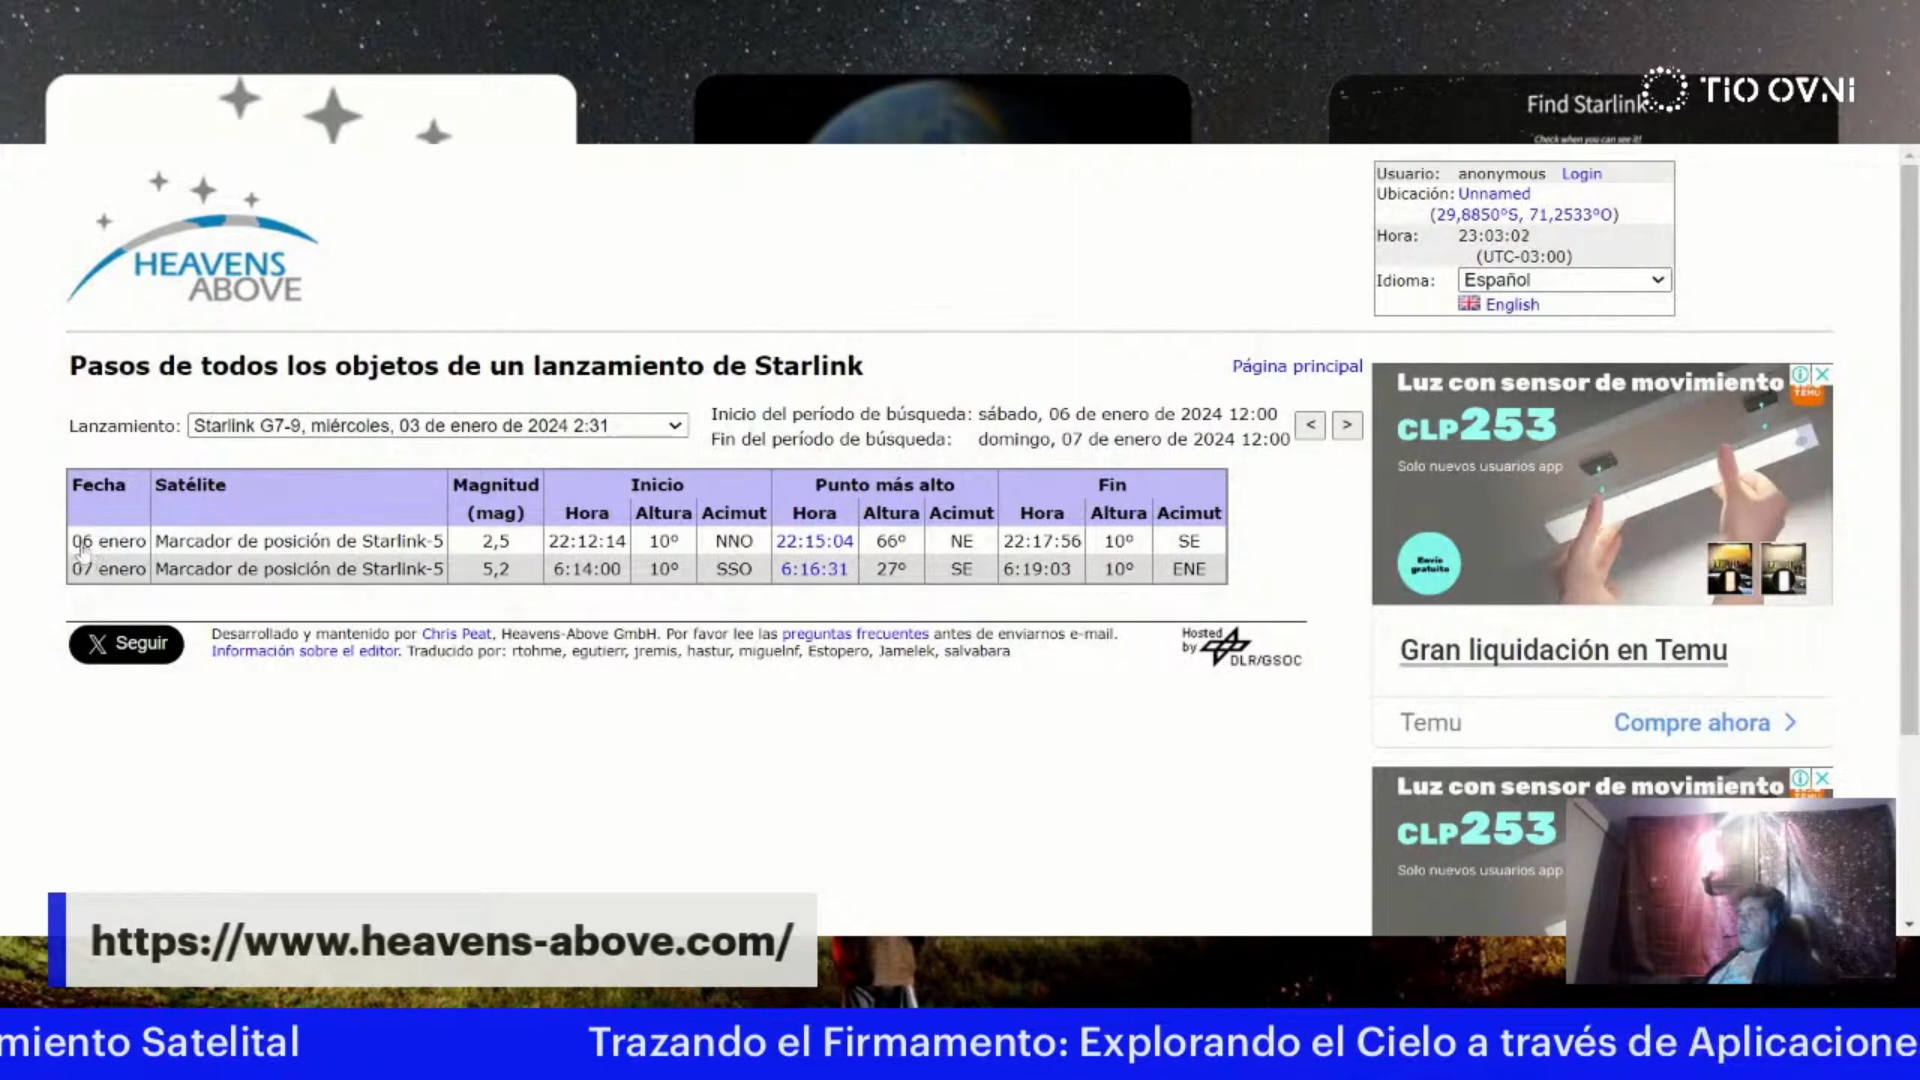 Find Starlink
TIO OVNI
Check when you can see it!
HEAVENS
ABOVE
Usuario: anonymous Login
Ubicación: Unnamed
(29,8850°S, 71,2533°O)
Hora: 23:03:02
(UTC-03:00)
Idioma: Español
English
Pasos de todos los objetos de un lanzamiento de Starlink
Página principal
Lanzamiento: Starlink G7-9, miércoles, 03 de enero de 2024 2:31
Inicio del período de búsqueda: sábado, 06 de enero de 2024 12:00
Fin del período de búsqueda: domingo, 07 de enero de 2024 12:00
< >
Fecha Satélite Magnitud Inicio Punto más alto Fin
(mag) Hora Altura Acimut Hora Altura Acimut Hora Altura Acimut
06 enero Marcador de posición de Starlink-5 2,5 22:12:14 10° NNO 22:15:04 66° NE 22:17:56 10° SE
07 enero Marcador de posición de Starlink-5 5,2 6:14:00 10° SSO 6:16:31 27° SE 6:19:03 10° ENE
X Seguir
Desarrollado y mantenido por Chris Peat, Heavens-Above GmbH. Por favor lee las preguntas frecuentes antes de enviarnos e-mail.
Información sobre el editor. Traducido por: rtohme, egutierr, jremis, hastur, miguelnf, Estopero, Jamelek, salvabara
Hosted
by DLR/GSOC
Luz con sensor de movimiento
TEMU
CLP253
Solo nuevos usuarios app
Envío
gratuito
Gran liquidación en Temu
Temu Compre ahora >
Luz con sensor de movimiento
CLP253
Solo nuevos usuarios app
https://www.heavens-above.com/
miento Satelital Trazando el Firmamento: Explorando el Cielo a través de Aplicacione